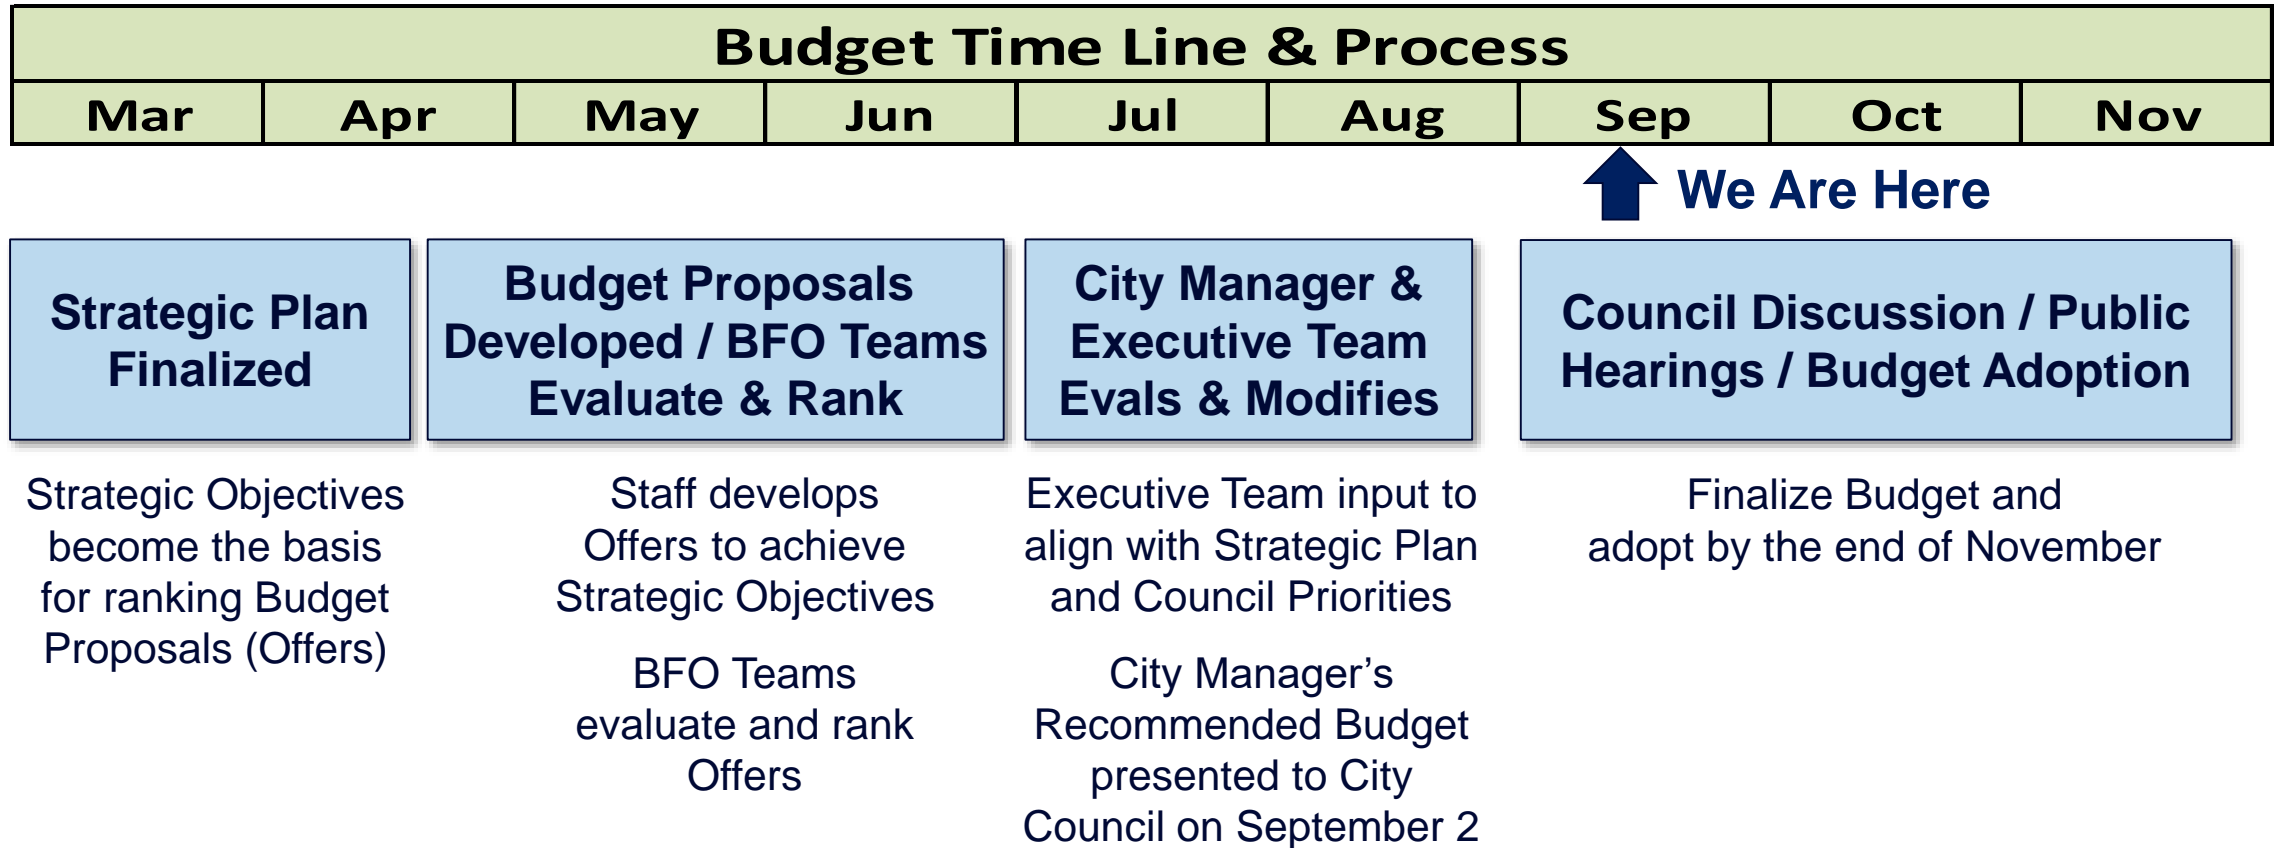 Budget Time Line & Process
Mar Apr May Jun Jul Aug Sep Oct Nov
We Are Here
Strategic Plan
Finalized
Strategic Objectives
become the basis
for ranking Budget
Proposals (Offers)
Budget Proposals
Developed / BFO Teams
Evaluate & Rank
Staff develops
Offers to achieve
Strategic Objectives
BFO Teams
evaluate and rank
Offers
City Manager &
Executive Team
Evals & Modifies
Executive Team input to
align with Strategic Plan
and Council Priorities
City Manager’s
Recommended Budget
presented to City
Council on September 2
Council Discussion / Public
Hearings / Budget Adoption
Finalize Budget and
adopt by the end of November